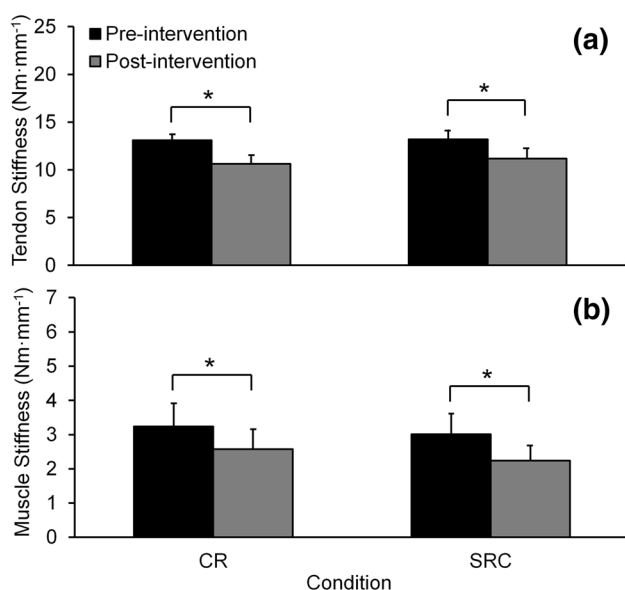 (a)
Pre-intervention
Post-intervention
Tendon Stiffness (Nm·mm⁻¹)
25
20
15
10
5
0
*
*
(b)
Muscle Stiffness (Nm·mm⁻¹)
7
6
5
4
3
2
1
0
*
*
CR
SRC
Condition